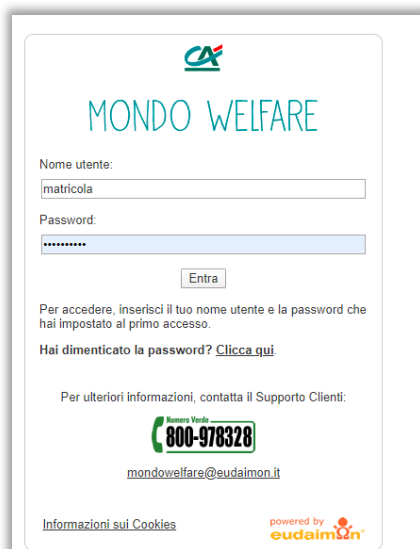 CA
MONDO WELFARE
Nome utente:
matricola
Password:
••••••••••
Entra
Per accedere, inserisci il tuo nome utente e la password che
hai impostato al primo accesso.
Hai dimenticato la password? Clicca qui.
Per ulteriori informazioni, contatta il Supporto Clienti:
Numero Verde
800-978328
mondowelfare@eudaimon.it
Informazioni sui Cookies
powered by
eudaimon